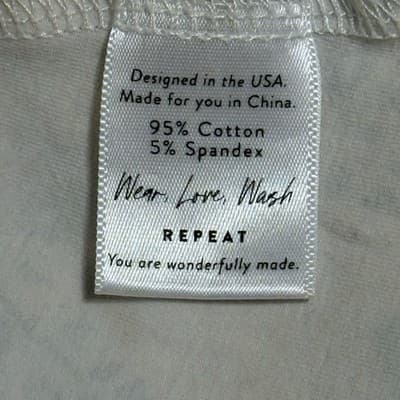 Designed in the USA.
Made for you in China.
95% Cotton
5% Spandex
Wear, Love, Wash
REPEAT
You are wonderfully made.